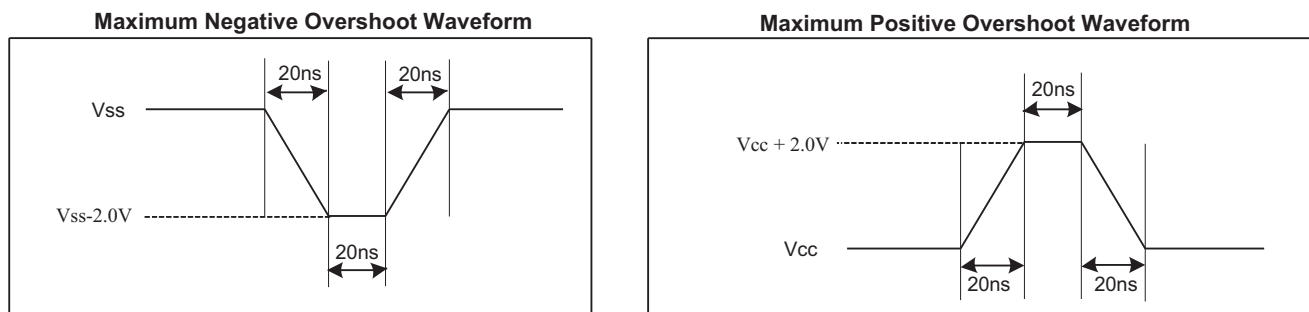 Maximum Negative Overshoot Waveform
20ns 20ns
Vss
Vss-2.0V
20ns
Maximum Positive Overshoot Waveform
20ns
Vcc + 2.0V
Vcc
20ns 20ns